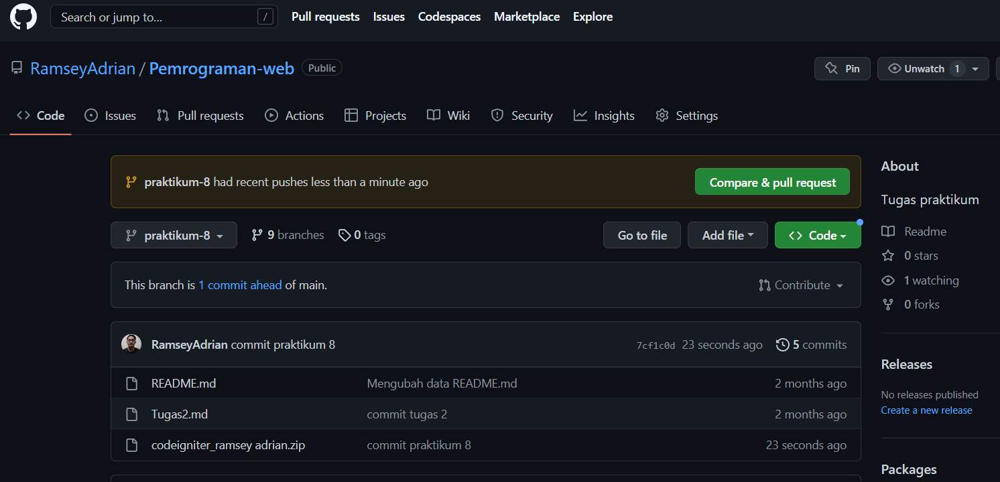 Search or jump to... / Pull requests Issues Codespaces Marketplace Explore
RamseyAdrian / Pemrograman-web Public Pin Unwatch 1
Code Issues Pull requests Actions Projects Wiki Security Insights Settings
praktikum-8 had recent pushes less than a minute ago Compare & pull request
praktikum-8 9 branches 0 tags Go to file Add file Code
This branch is 1 commit ahead of main. Contribute
RamseyAdrian commit praktikum 8 7cf1c0d 23 seconds ago 5 commits
README.md Mengubah data README.md 2 months ago
Tugas2.md commit tugas 2 2 months ago
codeigniter_ramsey adrian.zip commit praktikum 8 23 seconds ago
About
Tugas praktikum
Readme
0 stars
1 watching
0 forks
Releases
No releases published
Create a new release
Packages